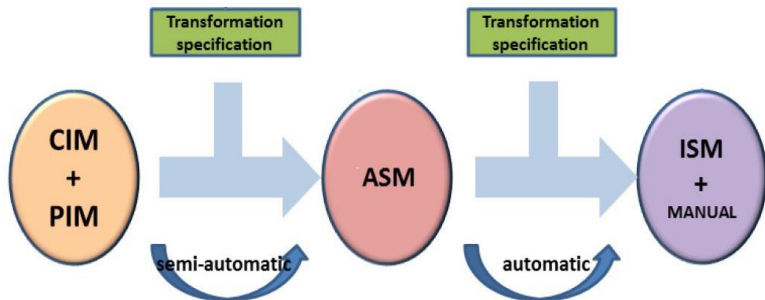 Transformation
specification
Transformation
specification
CIM
+
PIM
ASM
ISM
+
MANUAL
semi-automatic
automatic